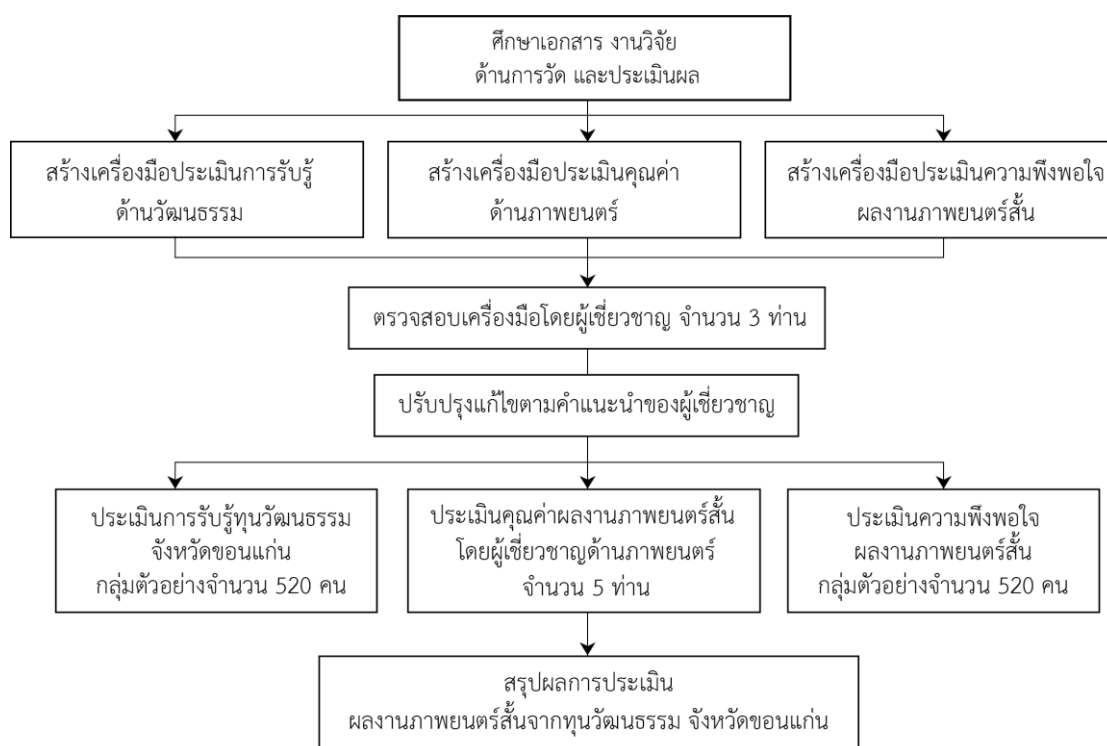 ศึกษาเอกสาร งานวิจัย
ด้านการวัด และประเมินผล
สร้างเครื่องมือประเมินการรับรู้
ด้านวัฒนธรรม
สร้างเครื่องมือประเมินคุณค่า
ด้านภาพยนตร์
สร้างเครื่องมือประเมินความพึงพอใจ
ผลงานภาพยนตร์สั้น
ตรวจสอบเครื่องมือโดยผู้เชี่ยวชาญ จำนวน 3 ท่าน
ปรับปรุงแก้ไขตามคำแนะนำของผู้เชี่ยวชาญ
ประเมินการรับรู้ทุนวัฒนธรรม
จังหวัดขอนแก่น
กลุ่มตัวอย่างจำนวน 520 คน
ประเมินคุณค่าผลงานภาพยนตร์สั้น
โดยผู้เชี่ยวชาญด้านภาพยนตร์
จำนวน 5 ท่าน
ประเมินความพึงพอใจ
ผลงานภาพยนตร์สั้น
กลุ่มตัวอย่างจำนวน 520 คน
สรุปผลการประเมิน
ผลงานภาพยนตร์สั้นจากทุนวัฒนธรรม จังหวัดขอนแก่น